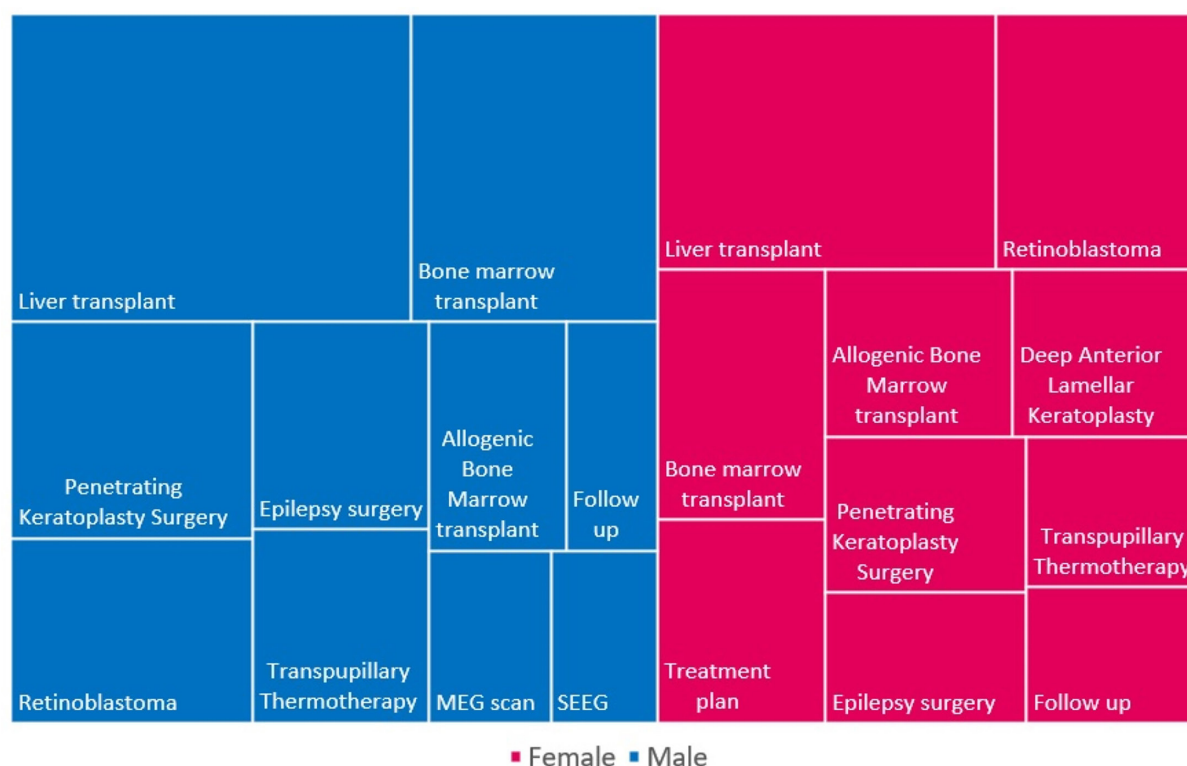 Liver transplant
Bone marrow
transplant
Penetrating
Keratoplasty Surgery
Epilepsy surgery
Allogenic
Bone
Marrow
transplant
Follow
up
Retinoblastoma
Transpupillary
Thermotherapy
MEG scan
SEEG
Liver transplant
Retinoblastoma
Bone marrow
transplant
Allogenic Bone
Marrow
transplant
Deep Anterior
Lamellar
Keratoplasty
Penetrating
Keratoplasty
Surgery
Transpupillary
Thermotherapy
Treatment
plan
Epilepsy surgery
Follow up
Female Male